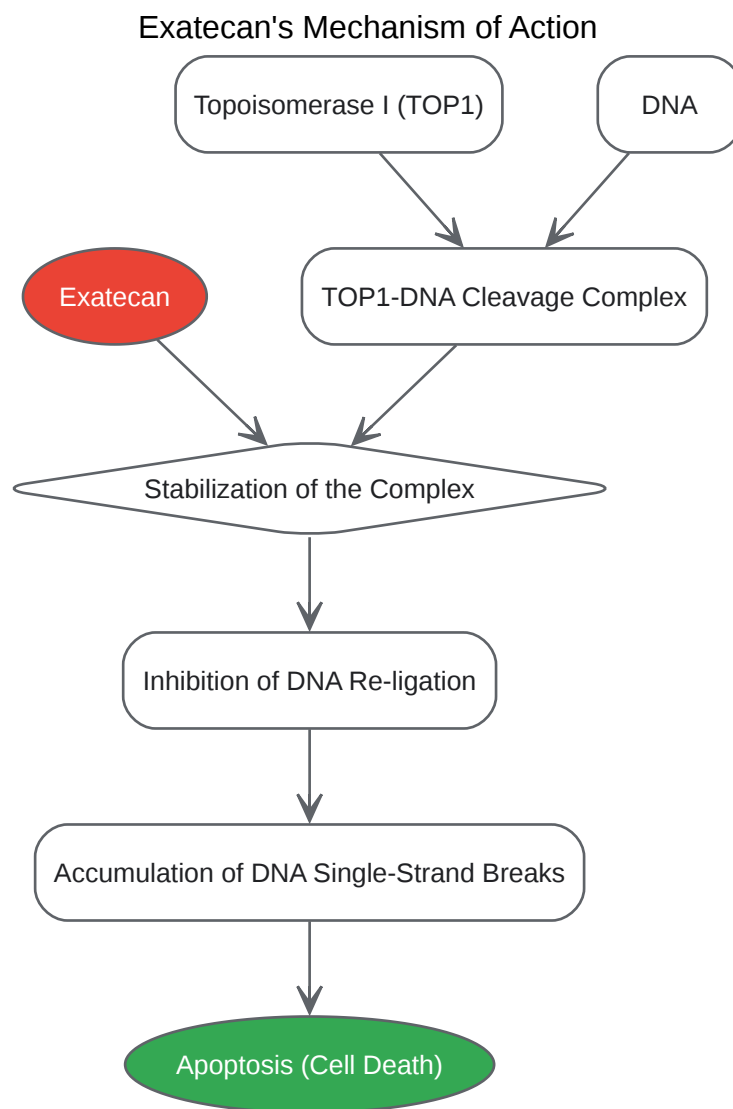 Exatecan's Mechanism of Action
Topoisomerase I (TOP1)
DNA
Exatecan
TOP1-DNA Cleavage Complex
Stabilization of the Complex
Inhibition of DNA Re-ligation
Accumulation of DNA Single-Strand Breaks
Apoptosis (Cell Death)